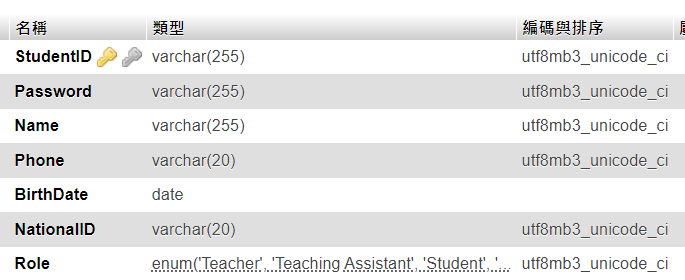 名稱 類型 編碼與排序
StudentID varchar(255) utf8mb3_unicode_ci
Password varchar(255) utf8mb3_unicode_ci
Name varchar(255) utf8mb3_unicode_ci
Phone varchar(20) utf8mb3_unicode_ci
BirthDate date
NationalID varchar(20) utf8mb3_unicode_ci
Role enum('Teacher', 'Teaching Assistant', 'Student', '... utf8mb3_unicode_ci